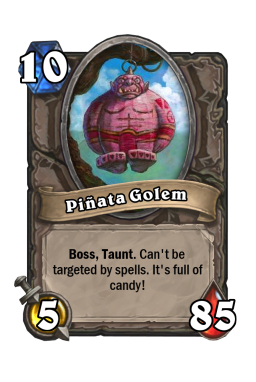 10
Piñata Golem
Boss, Taunt. Can't be
targeted by spells. It's full of
candy!
5
85